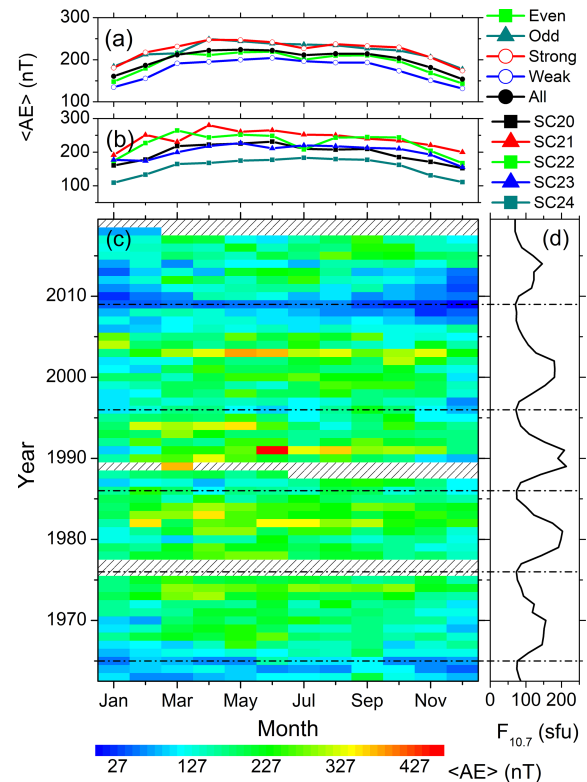 300
200
100
(a)
Even
Odd
Strong
Weak
All
<AE> (nT)
200
100
(b)
SC20
SC21
SC22
SC23
SC24
(c)
(d)
2010
2000
1990
1980
1970
Year
Jan Mar May Jul Sep Nov
Month
0 100 200
F10.7 (sfu)
27 127 227 327 427
<AE> (nT)